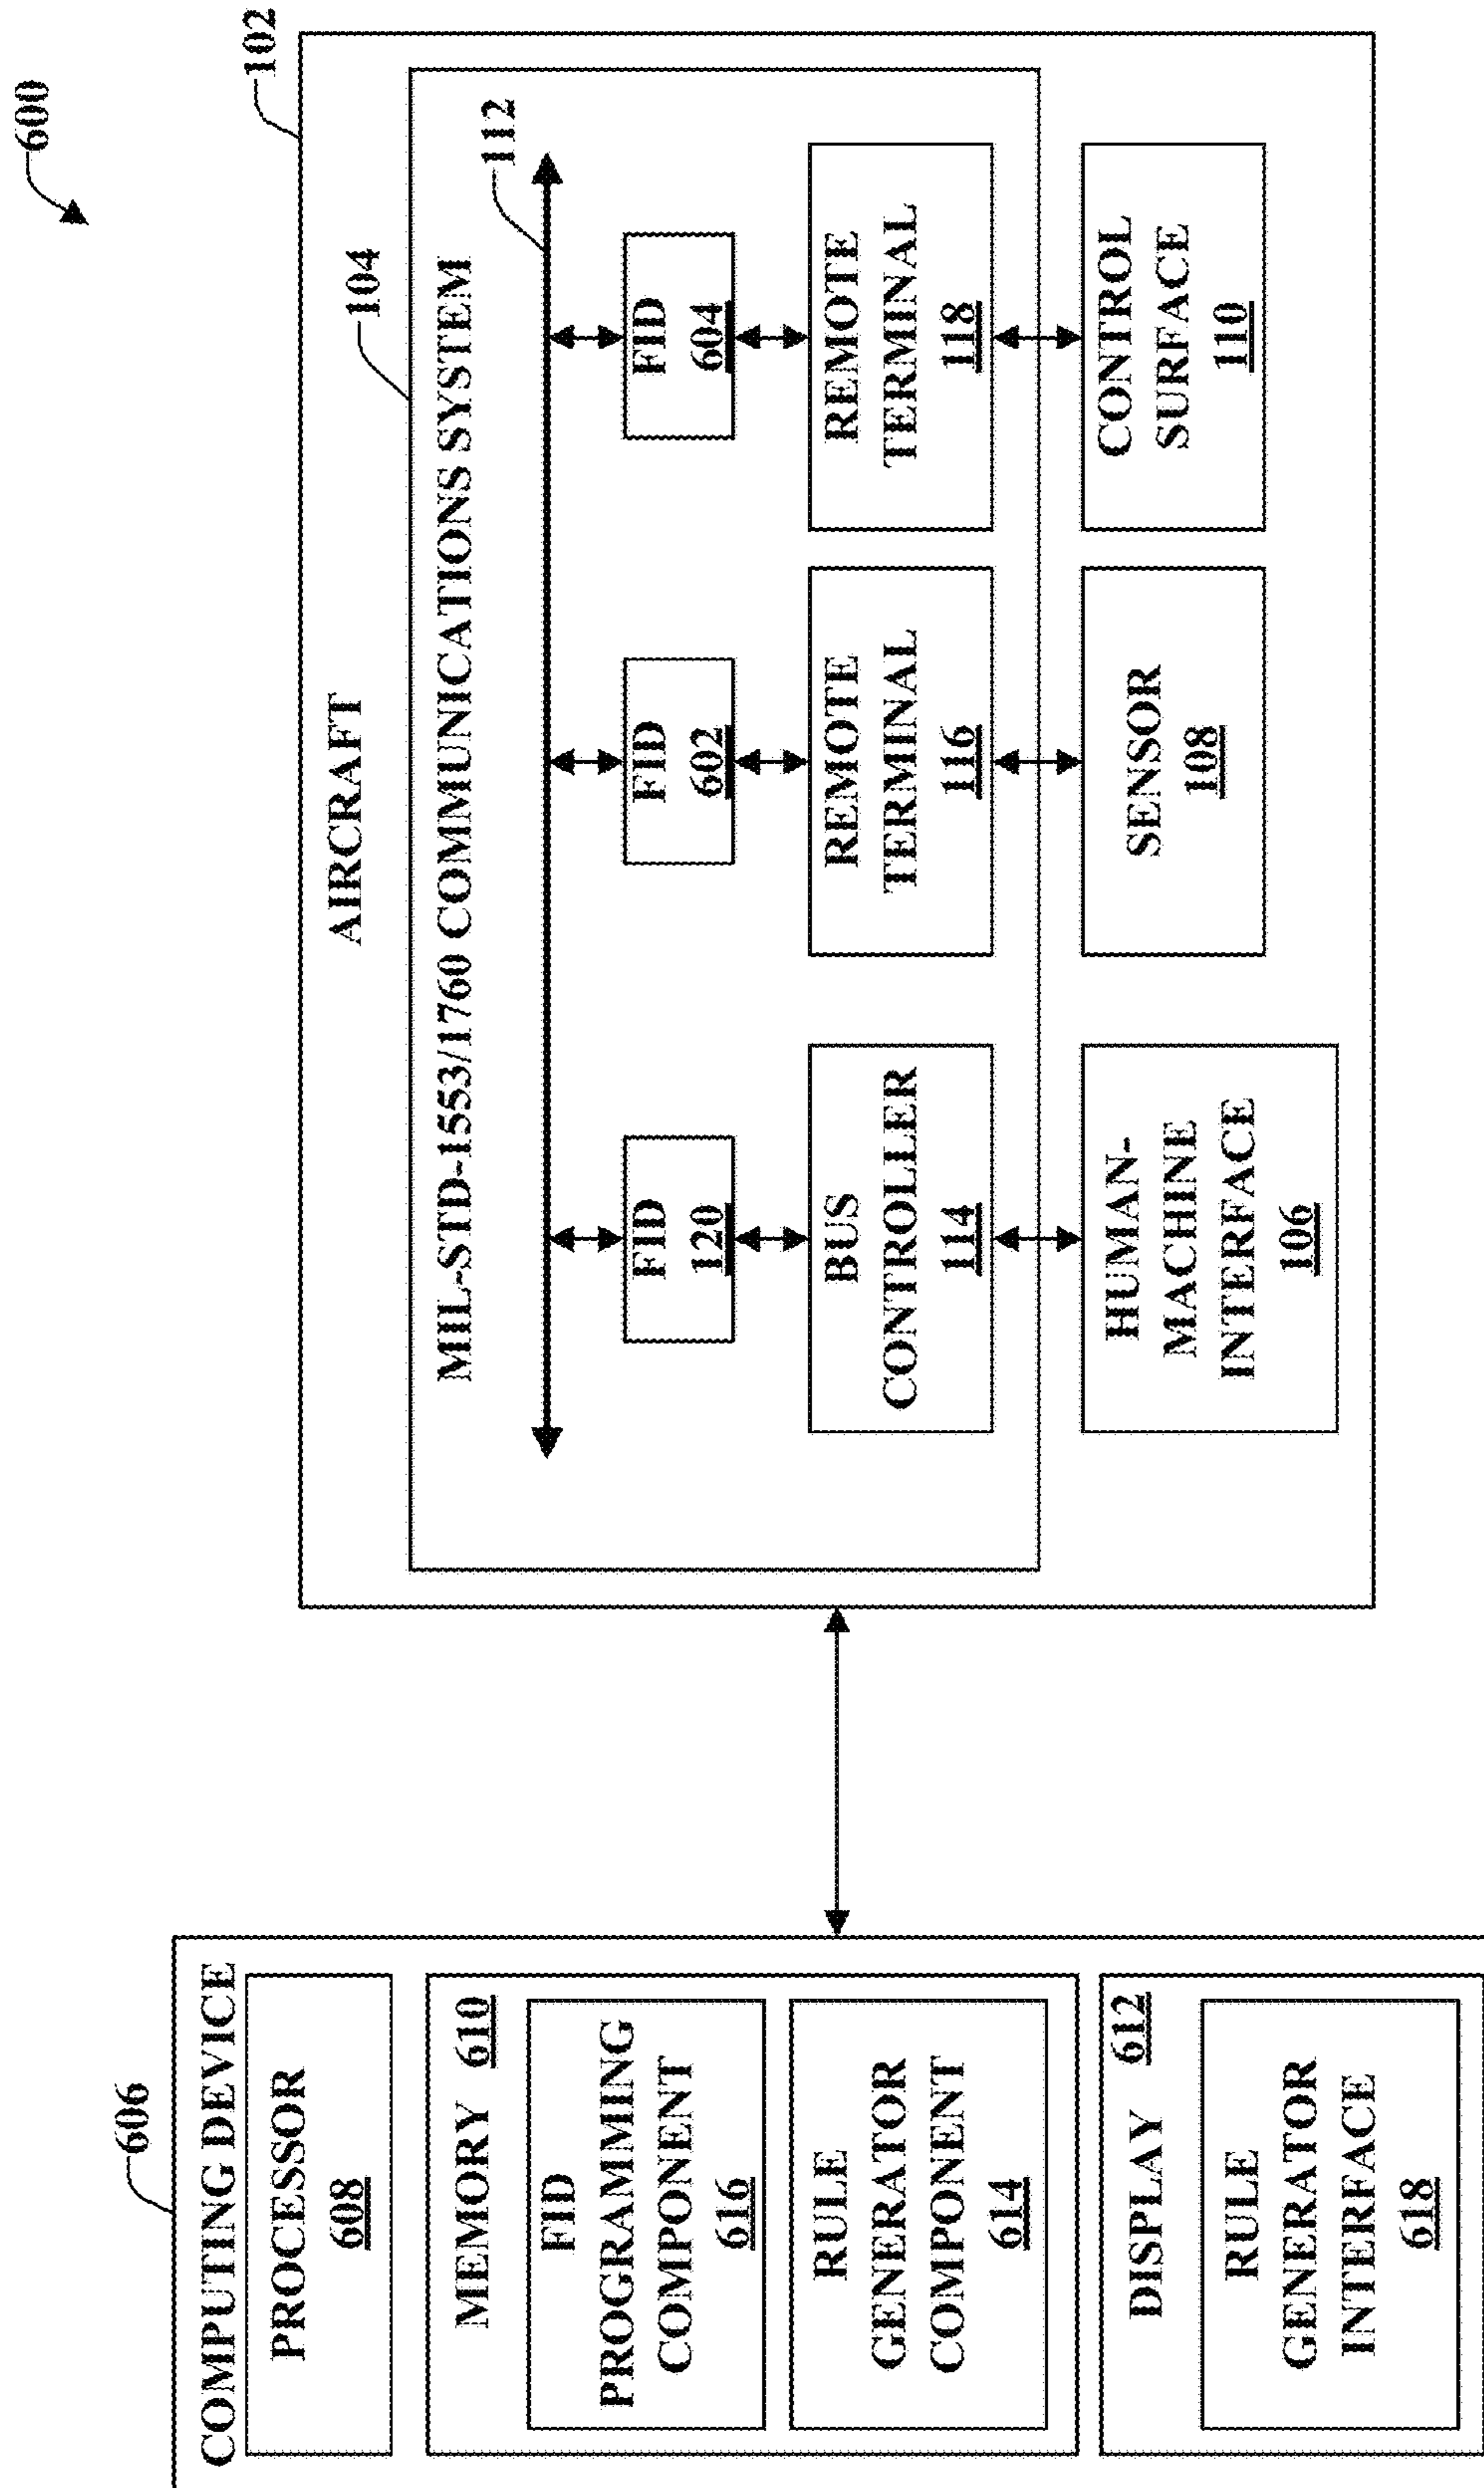 600
606
COMPUTING DEVICE
PROCESSOR
608
MEMORY 610
FID
PROGRAMMING
COMPONENT
616
RULE
GENERATOR
COMPONENT
614
DISPLAY 612
RULE
GENERATOR
INTERFACE
618
102
AIRCRAFT
104
MIL-STD-1553/1760 COMMUNICATIONS SYSTEM
112
FID
120
FID
602
FID
604
BUS
CONTROLLER
114
REMOTE
TERMINAL
116
REMOTE
TERMINAL
118
HUMAN-
MACHINE
INTERFACE
106
SENSOR
108
CONTROL
SURFACE
110